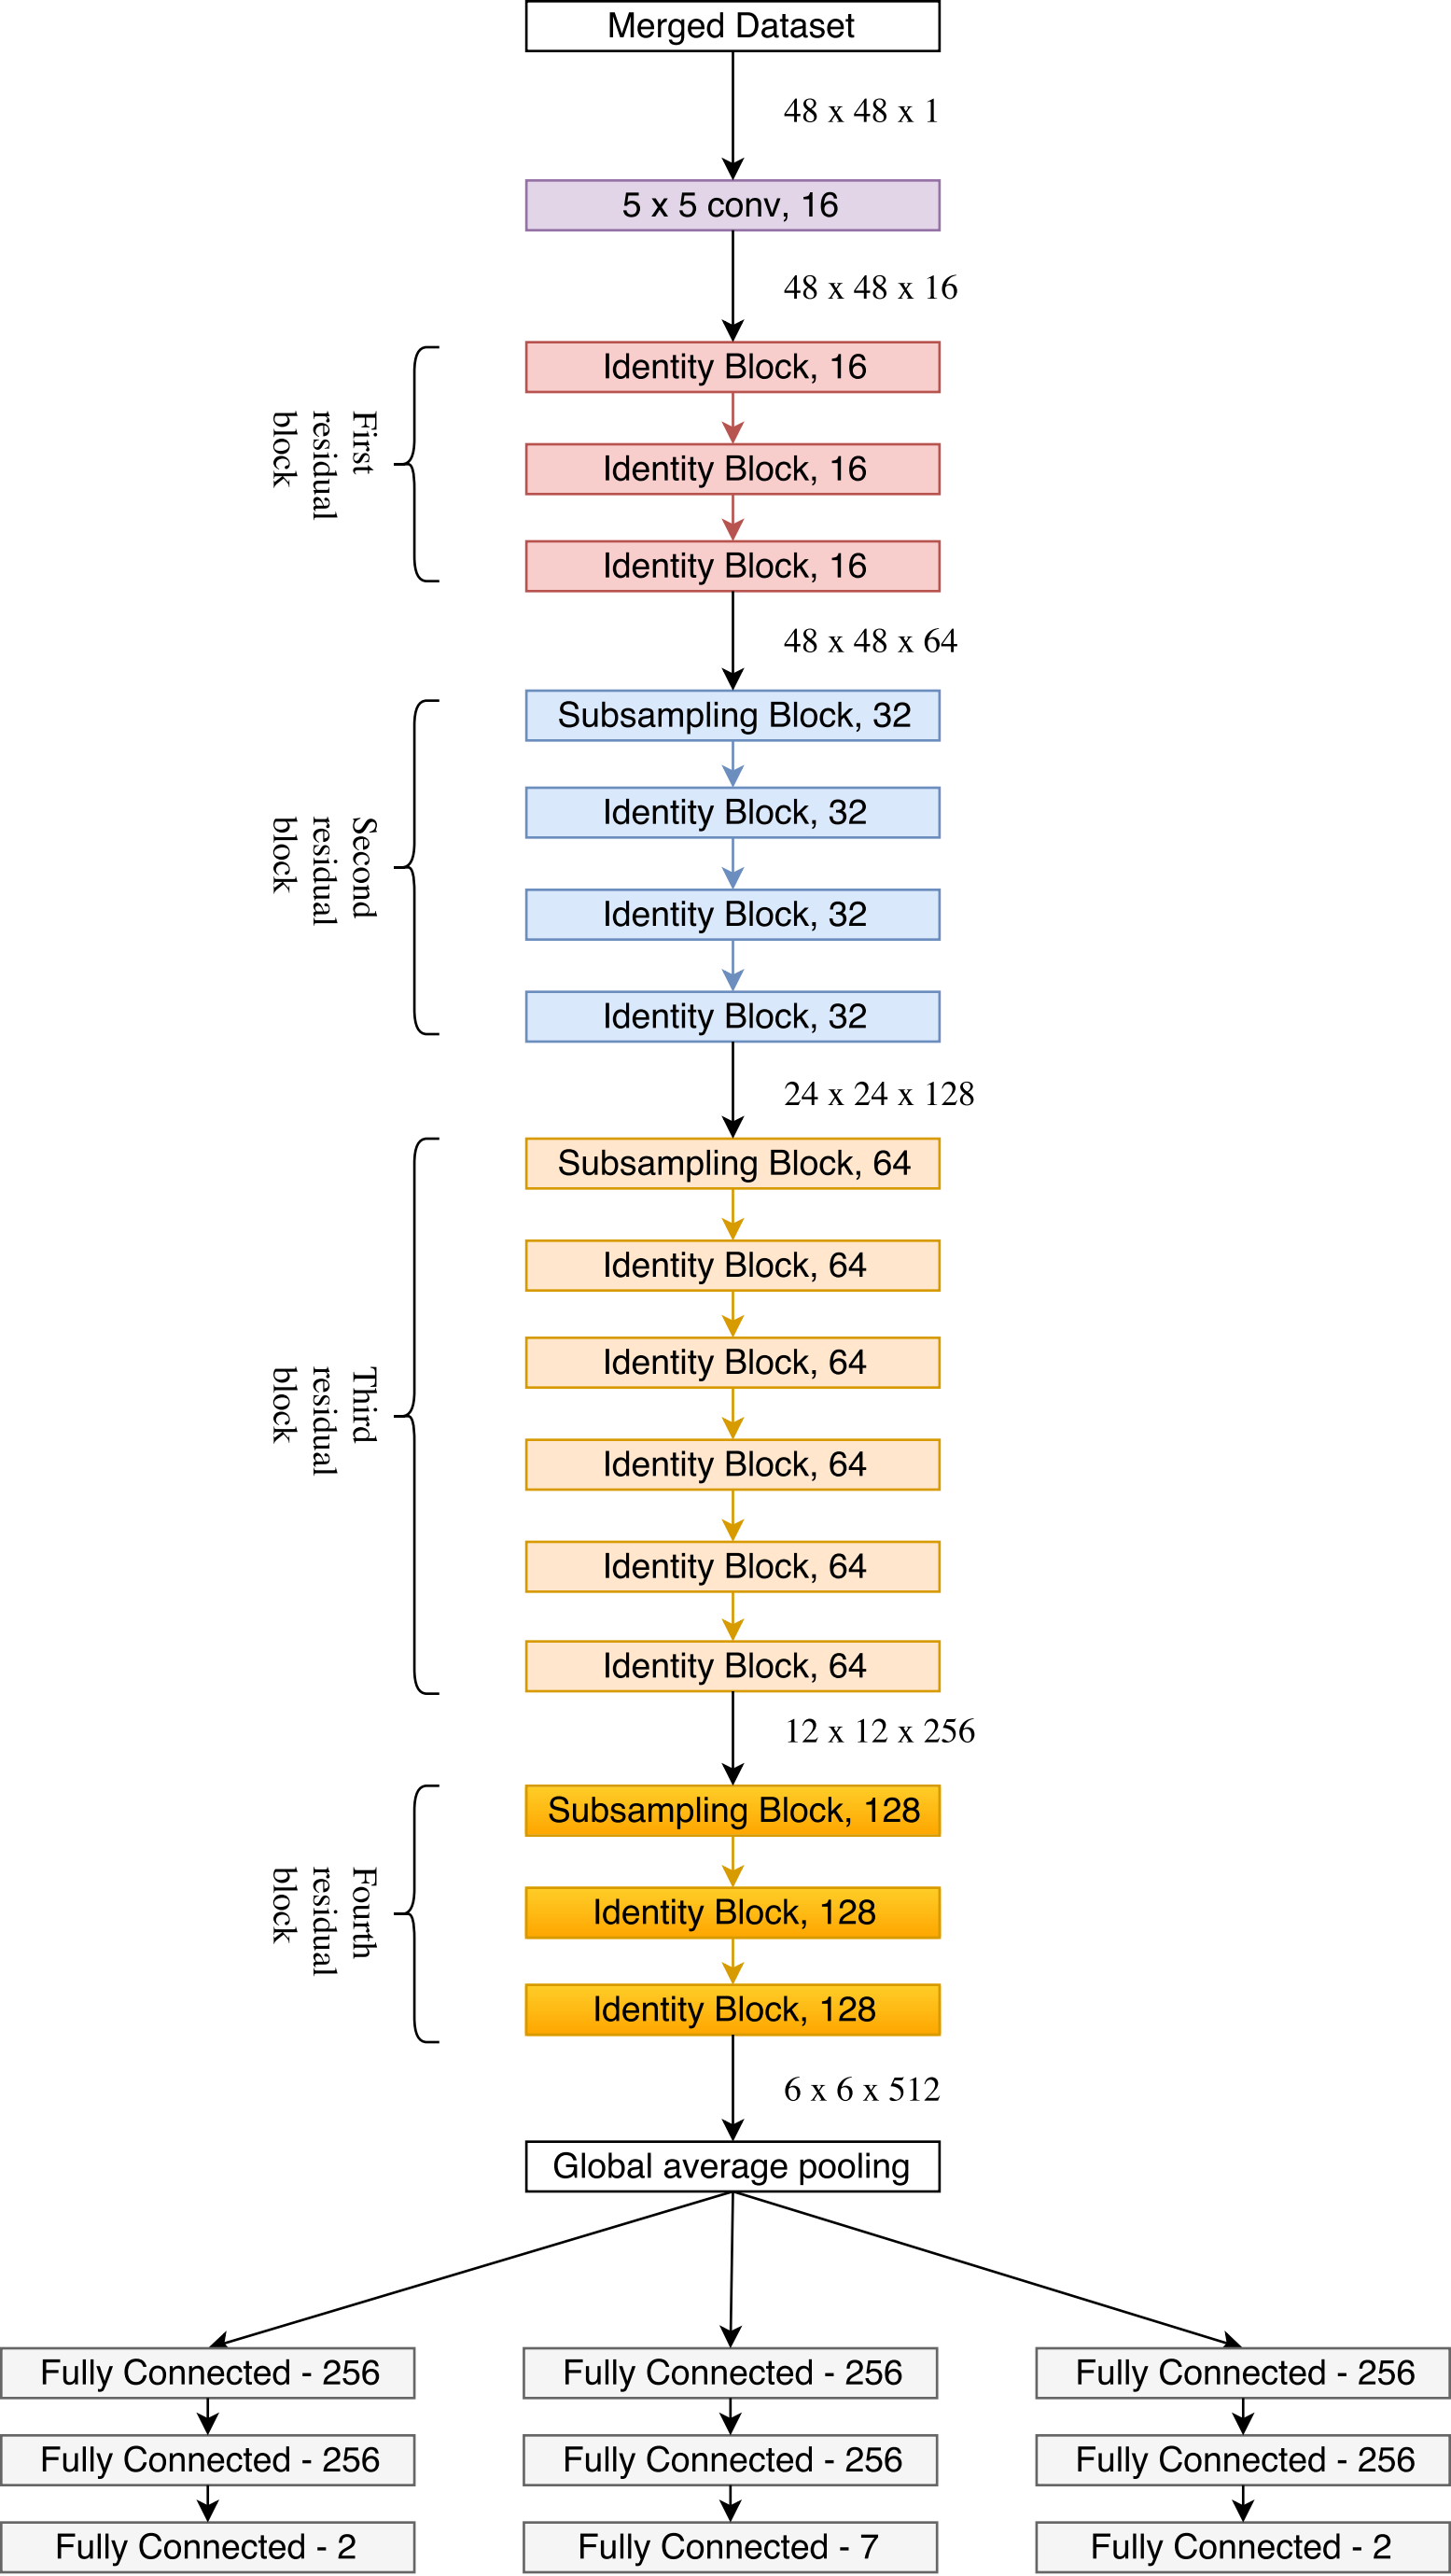 Merged Dataset
48 x 48 x 1
5 x 5 conv, 16
48 x 48 x 16
First
residual
block
Identity Block, 16
Identity Block, 16
Identity Block, 16
48 x 48 x 64
Second
residual
block
Subsampling Block, 32
Identity Block, 32
Identity Block, 32
Identity Block, 32
24 x 24 x 128
Third
residual
block
Subsampling Block, 64
Identity Block, 64
Identity Block, 64
Identity Block, 64
Identity Block, 64
Identity Block, 64
12 x 12 x 256
Fourth
residual
block
Subsampling Block, 128
Identity Block, 128
Identity Block, 128
6 x 6 x 512
Global average pooling
Fully Connected - 256
Fully Connected - 256
Fully Connected - 2
Fully Connected - 256
Fully Connected - 256
Fully Connected - 7
Fully Connected - 256
Fully Connected - 256
Fully Connected - 2